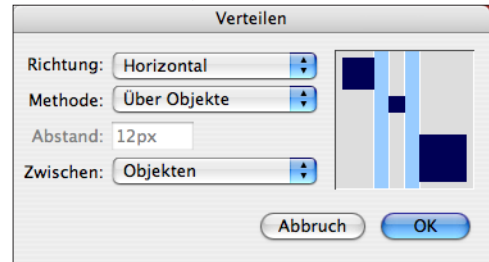 Verteilen
Richtung: Horizontal
Methode: Über Objekte
Abstand: 12px
Zwischen: Objekten
Abbruch OK